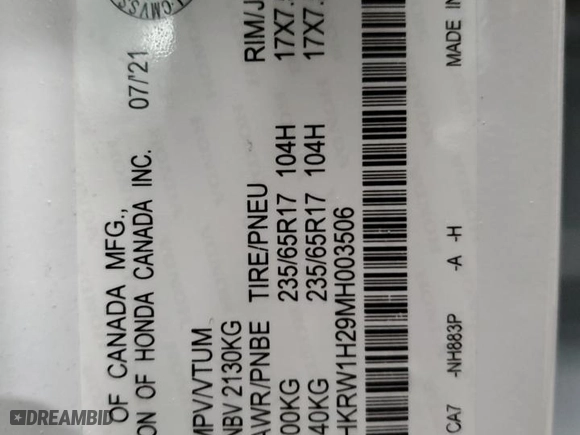 CMVSS
OF CANADA MFG.,
ON OF HONDA CANADA INC. 07/'21
MPV/VTUM
NBV 2130KG
AWR/PNBE TIRE/PNEU RIM/J
00KG 235/65R17 104H 17X7.
40KG 235/65R17 104H 17X7.
HKRW1H29MH003506
CA7 -NH883P -A -H MADE IN
DREAMBID